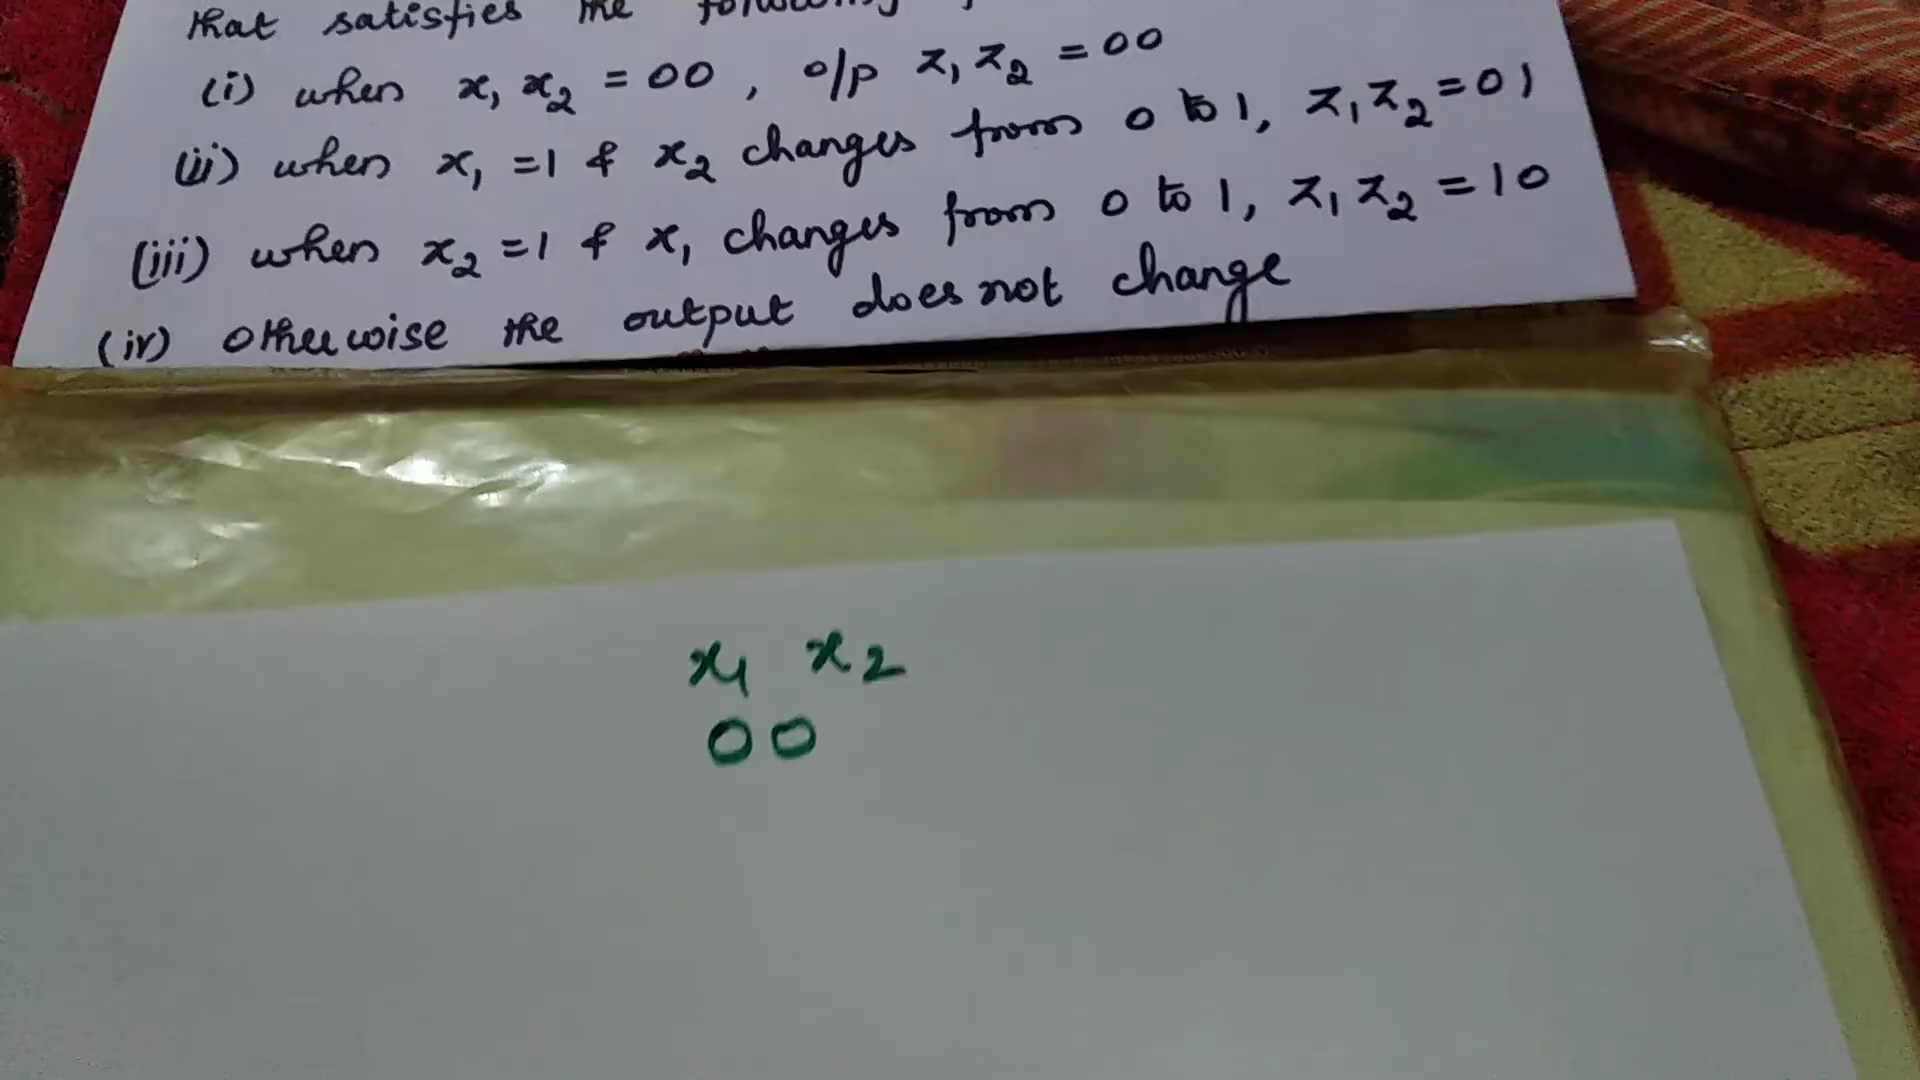 that satisfies the following
(i) when x₁ x₂ = 00, o/p z₁ z₂ = 00
(ii) when x₁ = 1 & x₂ changes from 0 to 1, z₁ z₂ = 01
(iii) when x₂ = 1 & x₁ changes from 0 to 1, z₁ z₂ = 10
(iv) otherwise the output does not change
x₁ x₂
00